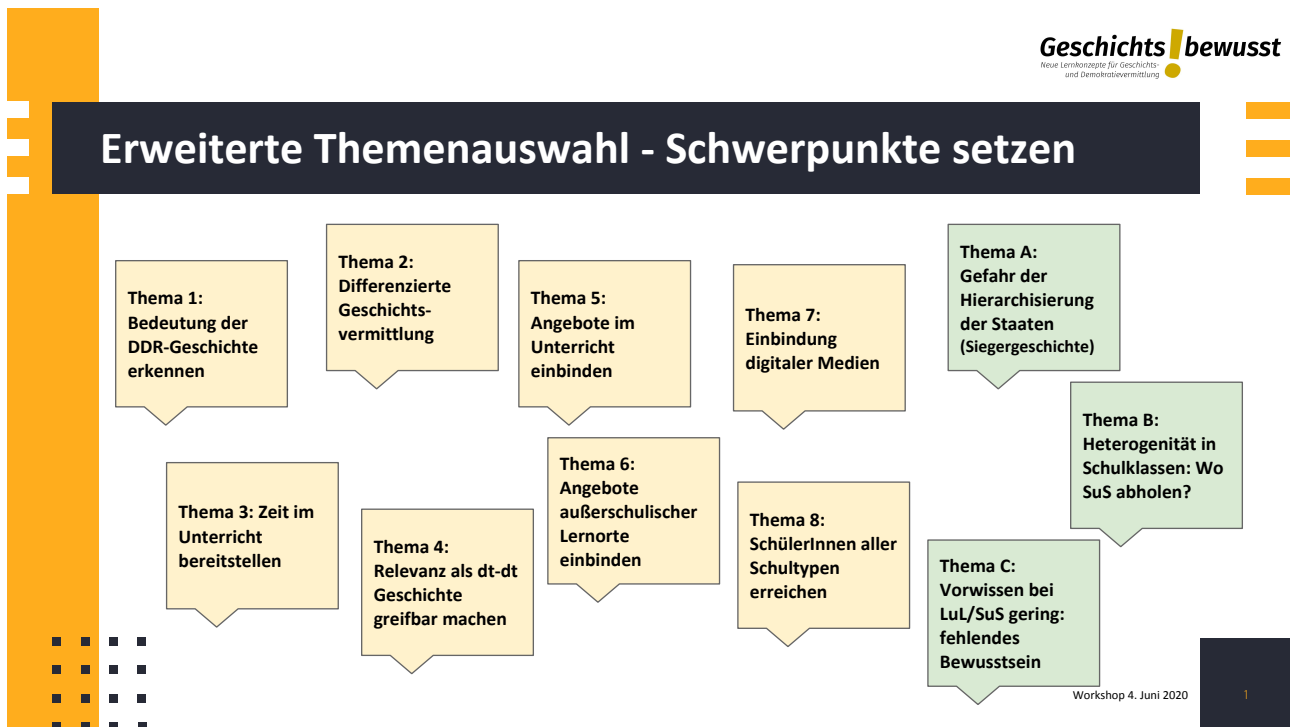 Geschichts!bewusst
Neue Lernkonzepte für Geschichts-
und Demokratievermittlung
Erweiterte Themenauswahl - Schwerpunkte setzen
Thema 1:
Bedeutung der
DDR-Geschichte
erkennen
Thema 2:
Differenzierte
Geschichts-
vermittlung
Thema 5:
Angebote im
Unterricht
einbinden
Thema 7:
Einbindung
digitaler Medien
Thema A:
Gefahr der
Hierarchisierung
der Staaten
(Siegergeschichte)
Thema B:
Heterogenität in
Schulklassen: Wo
SuS abholen?
Thema 3: Zeit im
Unterricht
bereitstellen
Thema 4:
Relevanz als dt-dt
Geschichte
greifbar machen
Thema 6:
Angebote
außerschulischer
Lernorte
einbinden
Thema 8:
SchülerInnen aller
Schultypen
erreichen
Thema C:
Vorwissen bei
LuL/SuS gering:
fehlendes
Bewusstsein
Workshop 4. Juni 2020
1